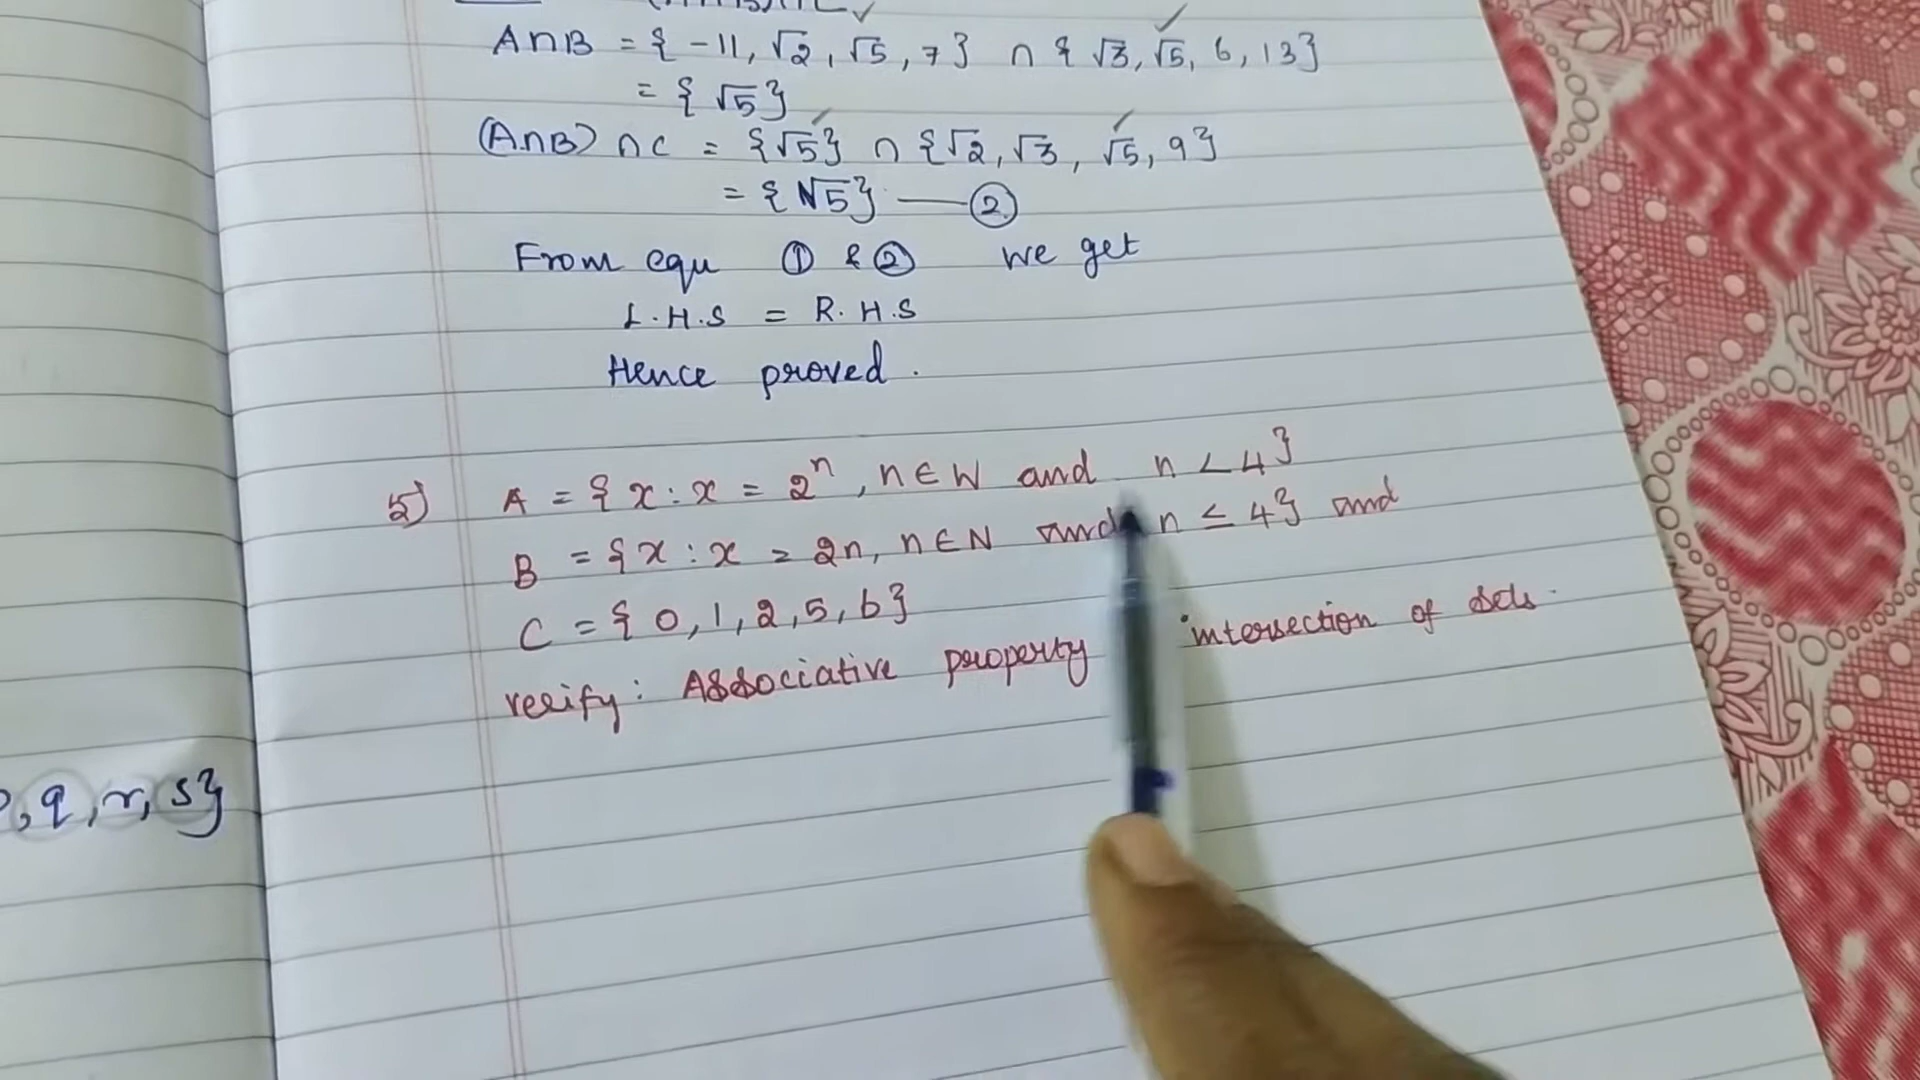 A∩B = { -11, √2, √5, 7 } ∩ { √3, √5, 6, 13 }
= { √5 }
(A∩B) ∩ C = { √5 } ∩ { √2, √3, √5, 9 }
= { √5 } — ②
From equ ① & ② we get
L.H.S = R.H.S
Hence proved.
5) A = { x : x = 2ⁿ, n ∈ W and n < 4 }
B = { x : x = 2n, n ∈ N and n ≤ 4 } and
C = { 0, 1, 2, 5, 6 }
verify : Associative property intersection of sets.
, q, r, s }